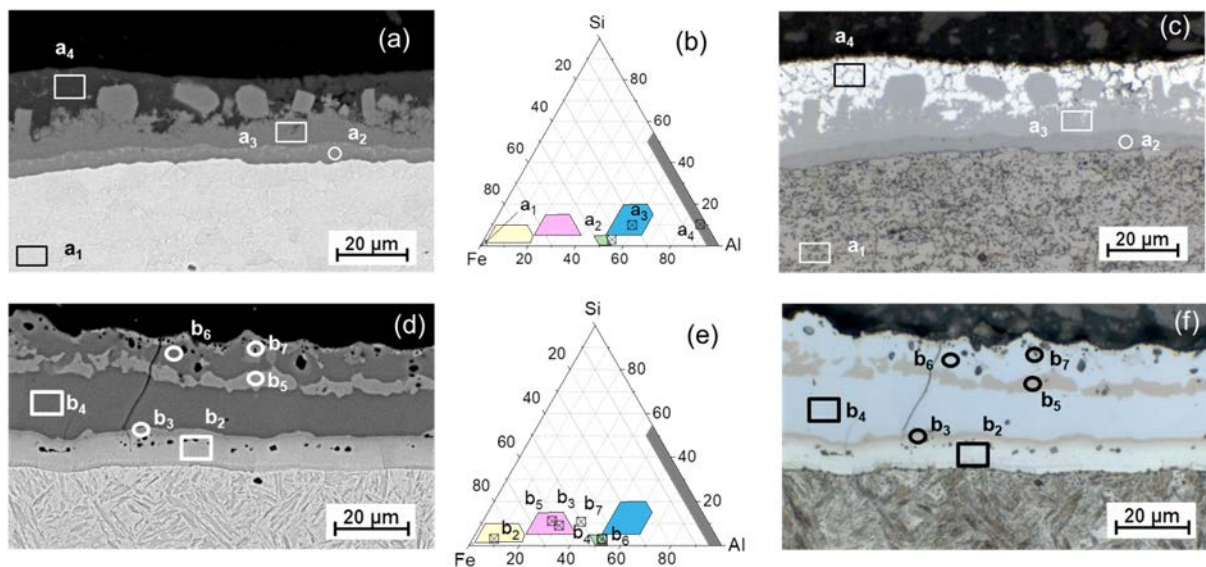 (a)
a₄
a₃
a₂
a₁
20 µm
(b)
Si
80
60
40
20
20
40
60
80
a₁
a₂
a₃
a₄
Fe
Al
20
40
60
80
(c)
a₄
a₃
a₂
a₁
20 µm
(d)
b₆
b₇
b₅
b₄
b₃
b₂
20 µm
(e)
Si
80
60
40
20
20
40
60
80
b₅
b₃
b₇
b₂
b₄
b₆
Fe
Al
20
40
60
80
(f)
b₆
b₇
b₅
b₄
b₃
b₂
20 µm